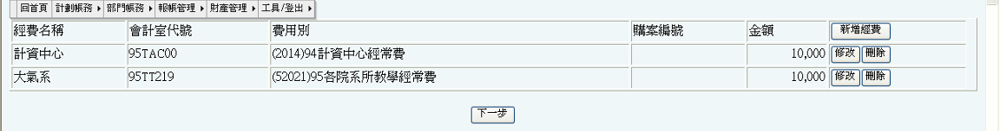 回首頁 計劃帳務 部門帳務 報帳管理 財產管理 工具/登出
經費名稱 會計室代號 費用別 購案編號 金額 新增經費
計資中心 95TAC00 (2014)94計資中心經常費 10,000 修改 刪除
大氣系 95TT219 (52021)95各院系所教學經常費 10,000 修改 刪除
下一步